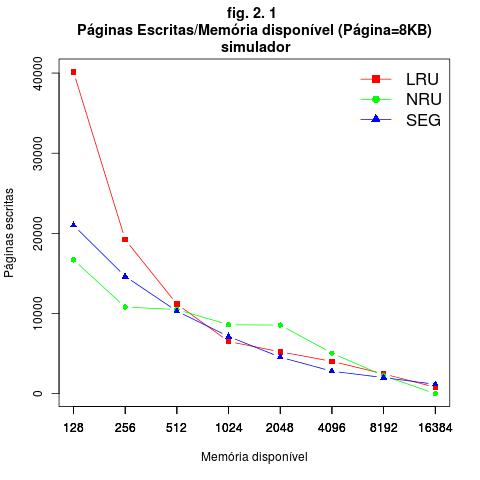 fig. 2. 1
Páginas Escritas/Memória disponível (Página=8KB)
simulador
LRU
NRU
SEG
Páginas escritas
40000
30000
20000
10000
0
128 256 512 1024 2048 4096 8192 16384
Memória disponível